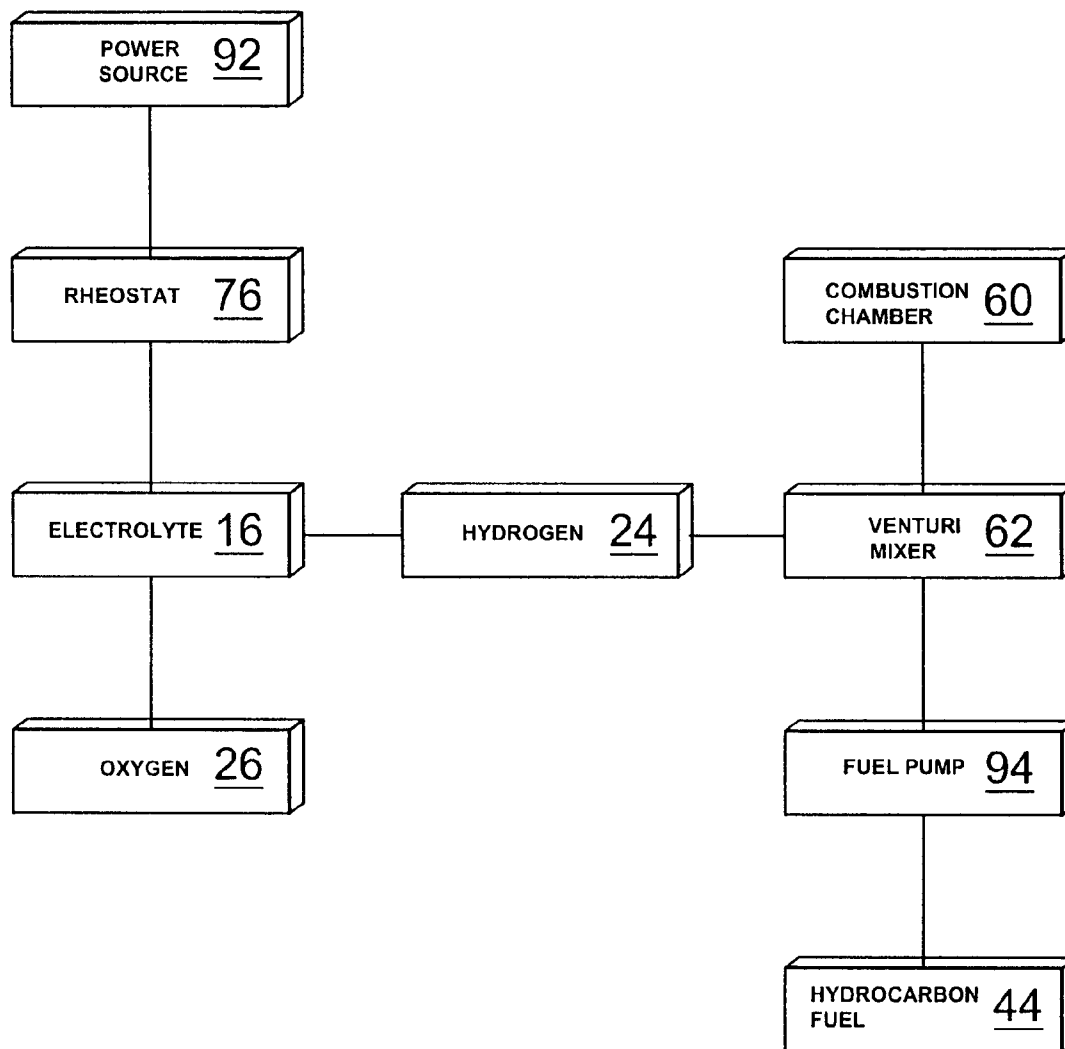 POWER
SOURCE 92
RHEOSTAT 76
COMBUSTION
CHAMBER 60
ELECTROLYTE 16
HYDROGEN 24
VENTURI
MIXER 62
OXYGEN 26
FUEL PUMP 94
HYDROCARBON
FUEL 44